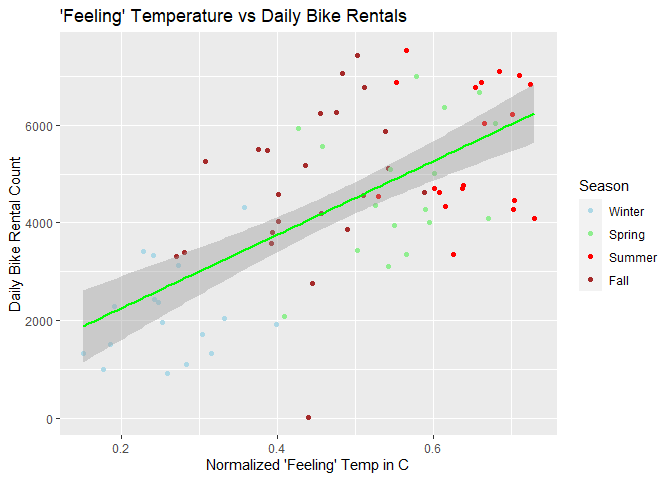 'Feeling' Temperature vs Daily Bike Rentals
Daily Bike Rental Count
6000
4000
2000
0
0.2
0.4
0.6
Normalized 'Feeling' Temp in C
Season
Winter
Spring
Summer
Fall